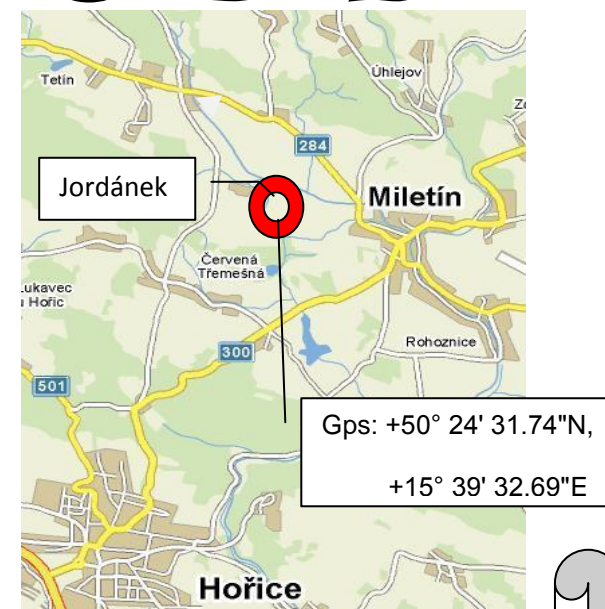 Tetín
Úhlejov
284
Jordánek
Miletín
Červená
Třemešná
u Hořic
Rohoznice
300
501
Gps: +50° 24' 31.74"N,
+15° 39' 32.69"E
Hořice